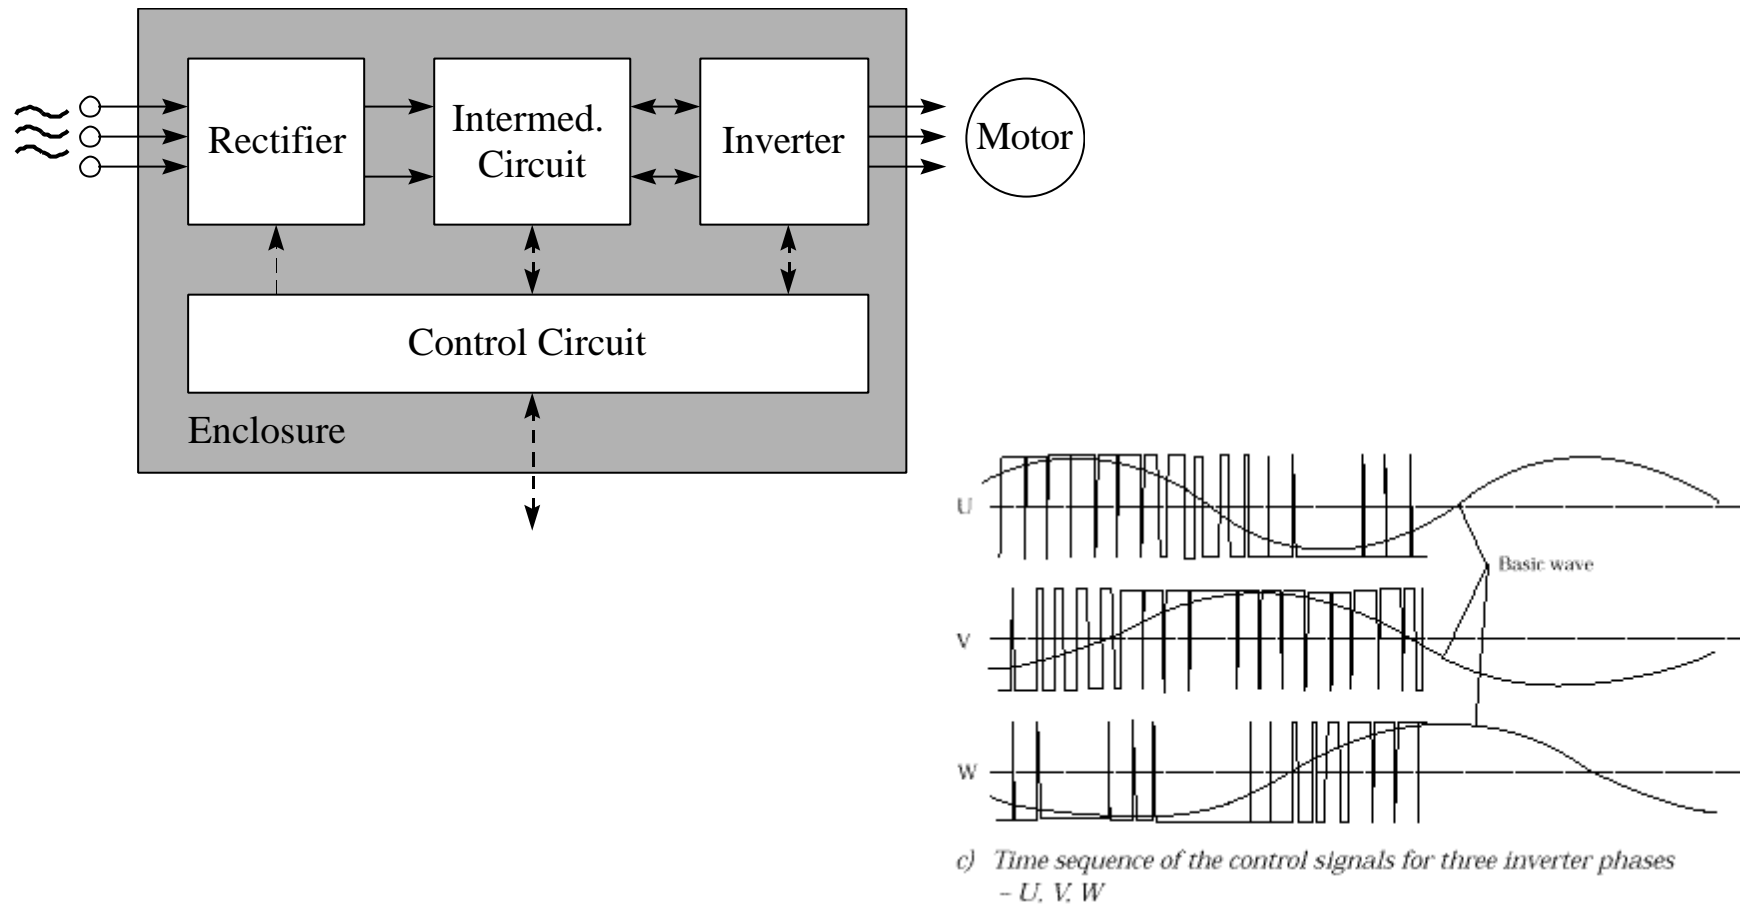 Rectifier
Intermed.
Circuit
Inverter
Motor
Control Circuit
Enclosure
U
Basic wave
V
W
c) Time sequence of the control signals for three inverter phases
– U, V, W